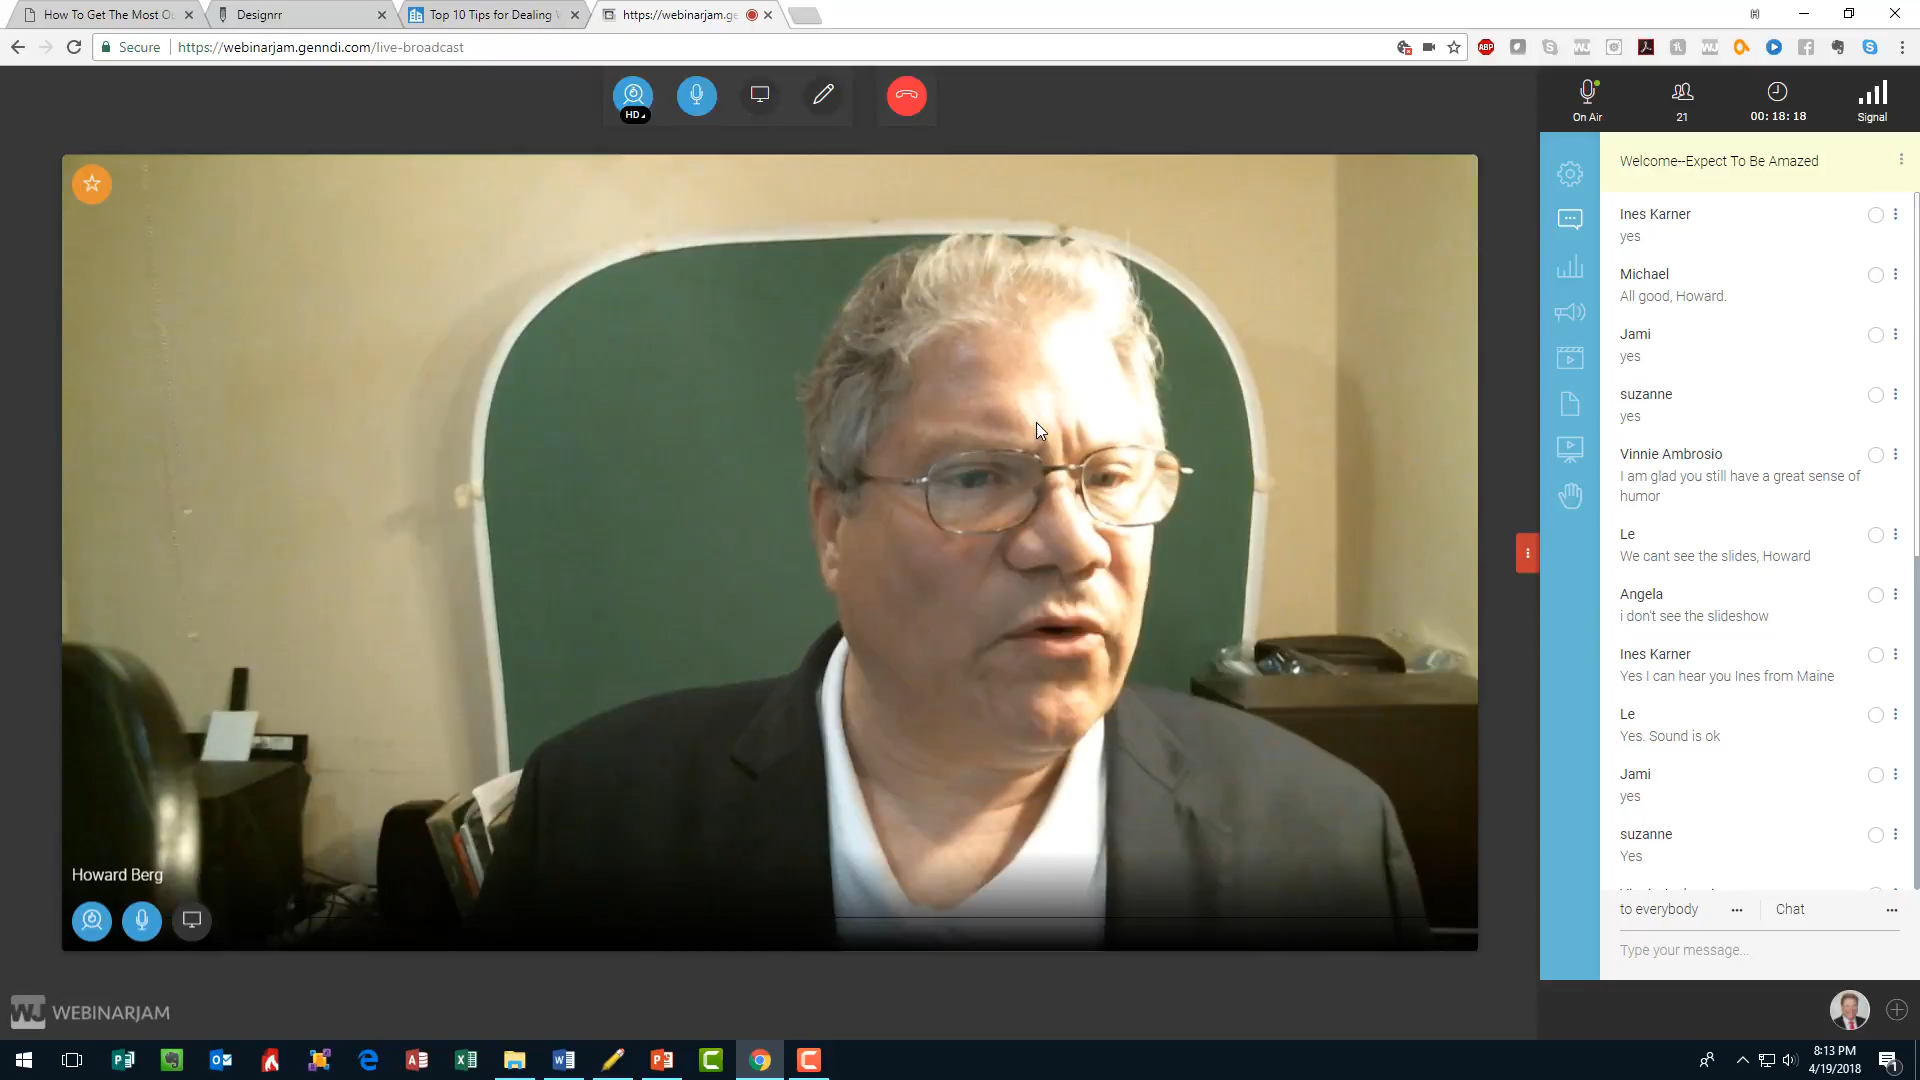 How To Get The Most O
Designrr
Top 10 Tips for Dealing
https://webinarjam.ge
Secure
https://webinarjam.genndi.com/live-broadcast
ABP
HD
On Air
21
00:18:18
Signal
Welcome--Expect To Be Amazed
Ines Karner
yes
Michael
All good, Howard.
Jami
yes
suzanne
yes
Vinnie Ambrosio
I am glad you still have a great sense of
humor
Le
We cant see the slides, Howard
Angela
i don't see the slideshow
Ines Karner
Yes I can hear you Ines from Maine
Le
Yes. Sound is ok
Jami
yes
suzanne
Yes
to everybody
Chat
Type your message...
Howard Berg
WJ WEBINARJAM
8:13 PM
4/19/2018
1